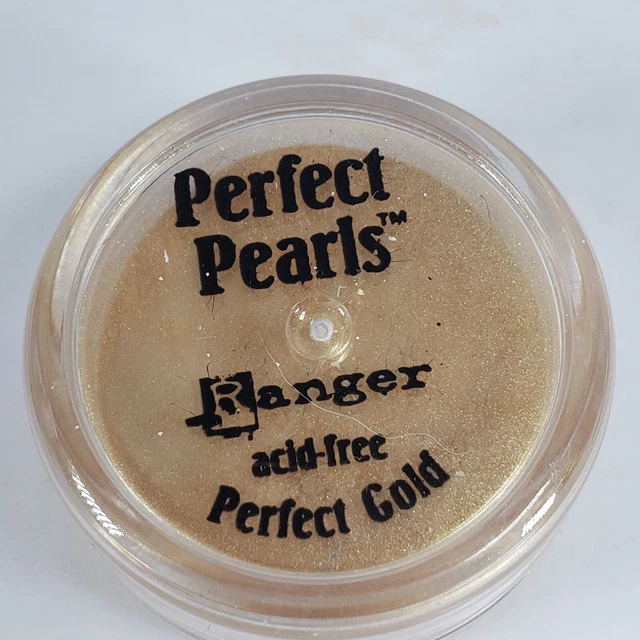 Perfect
Pearls™
Ranger
acid-free
Perfect Gold